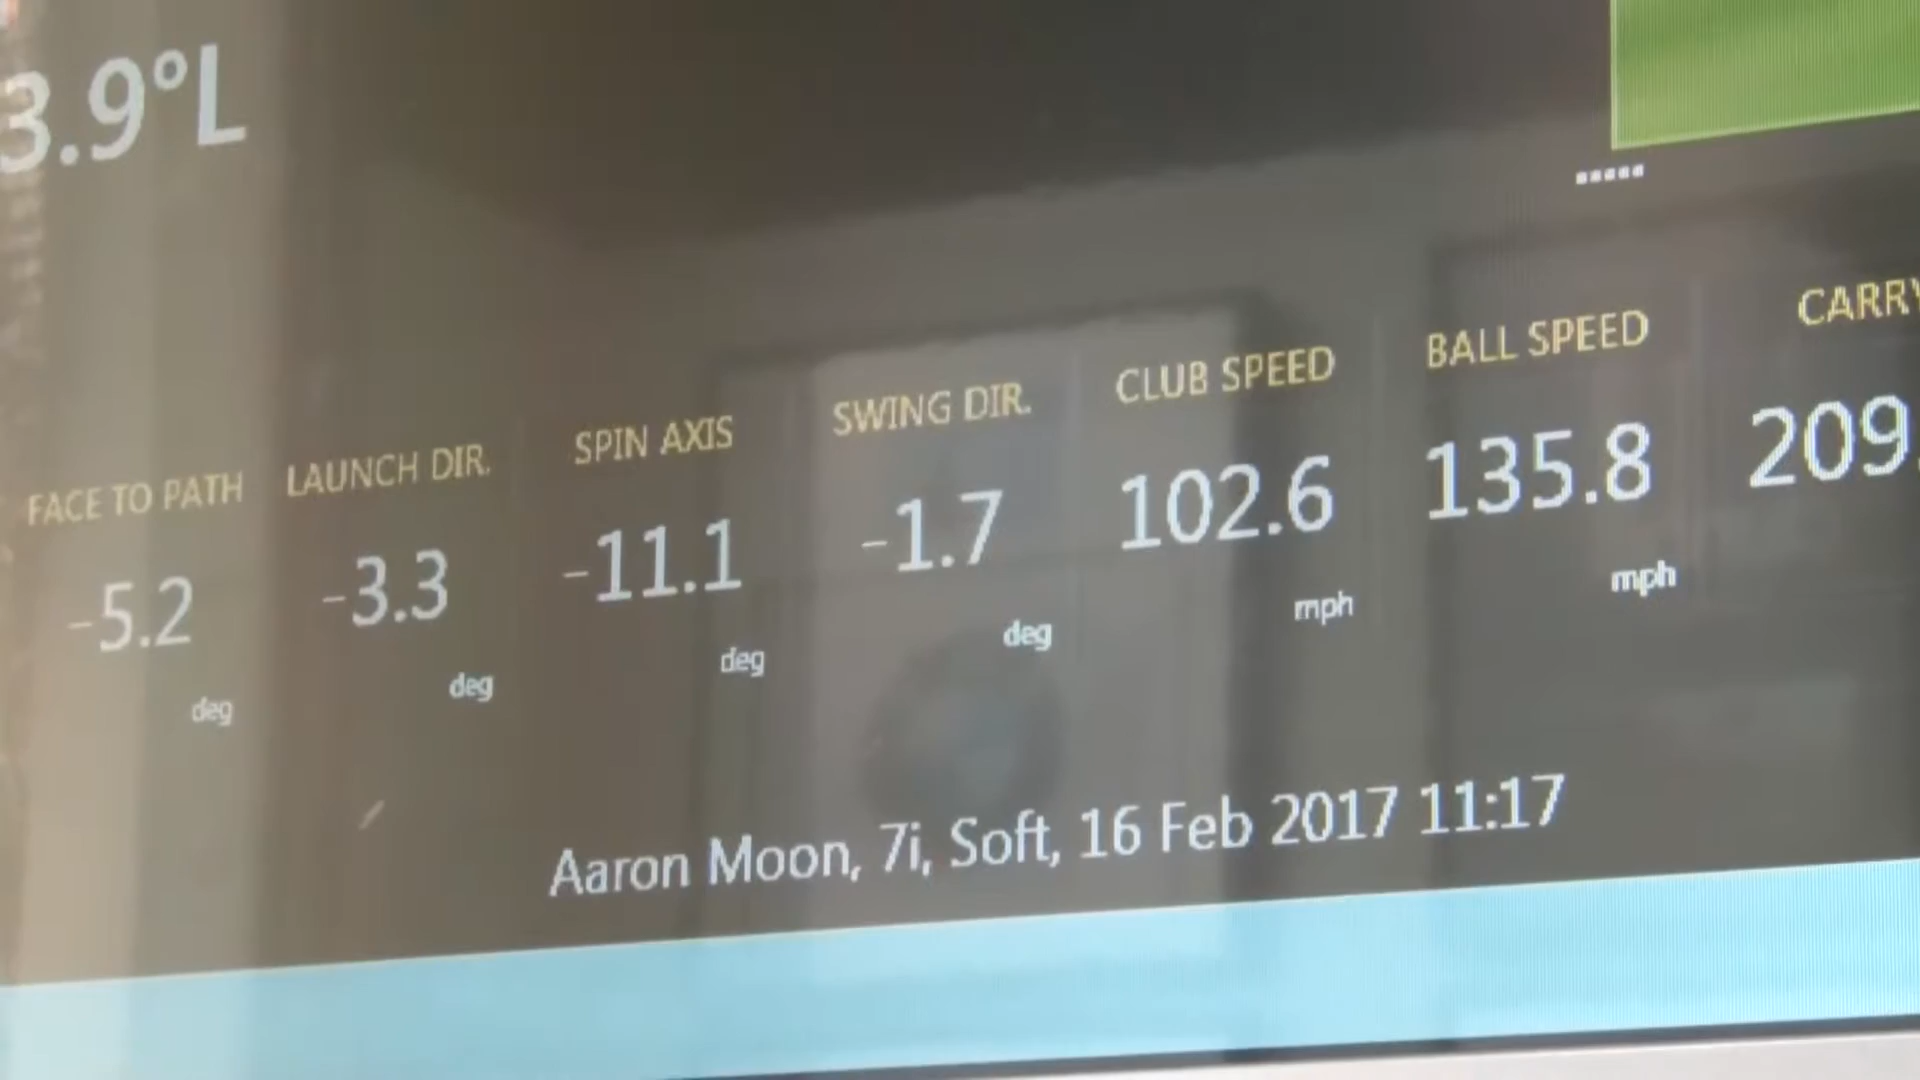 3.9°L
FACE TO PATH LAUNCH DIR. SPIN AXIS SWING DIR. CLUB SPEED BALL SPEED CARRY
-5.2 -3.3 -11.1 -1.7 102.6 135.8 209.
deg deg deg deg mph mph
Aaron Moon, 7i, Soft, 16 Feb 2017 11:17